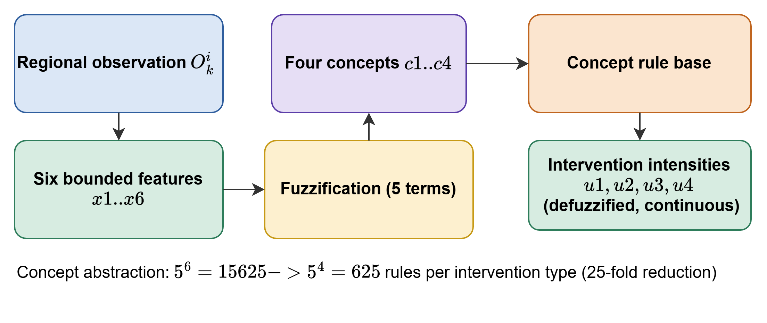 Regional observation $O_k^i$
Four concepts c1..c4
Concept rule base
Six bounded features
x1..x6
Fuzzification (5 terms)
Intervention intensities
u1, u2, u3, u4
(defuzzified, continuous)
Concept abstraction: $5^6 = 15625 -> 5^4 = 625$ rules per intervention type (25-fold reduction)